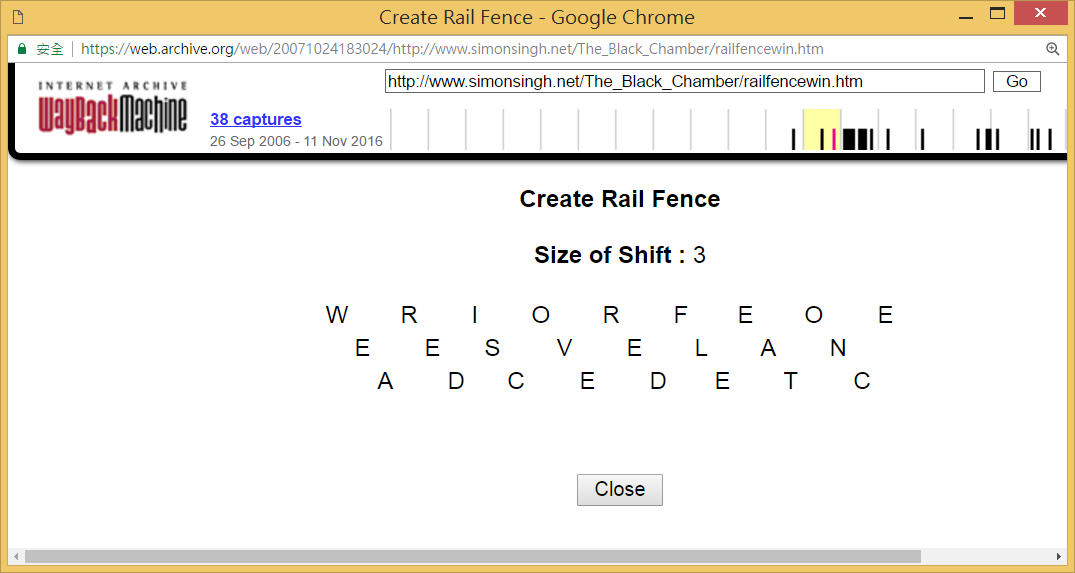 Create Rail Fence - Google Chrome
安全 https://web.archive.org/web/20071024183024/http://www.simonsingh.net/The_Black_Chamber/railfencewin.htm
INTERNET ARCHIVE
WayBackMachine
http://www.simonsingh.net/The_Black_Chamber/railfencewin.htm Go
38 captures
26 Sep 2006 - 11 Nov 2016
Create Rail Fence
Size of Shift : 3
W R I O R F E O E
E E S V E L A N
A D C E D E T C
Close